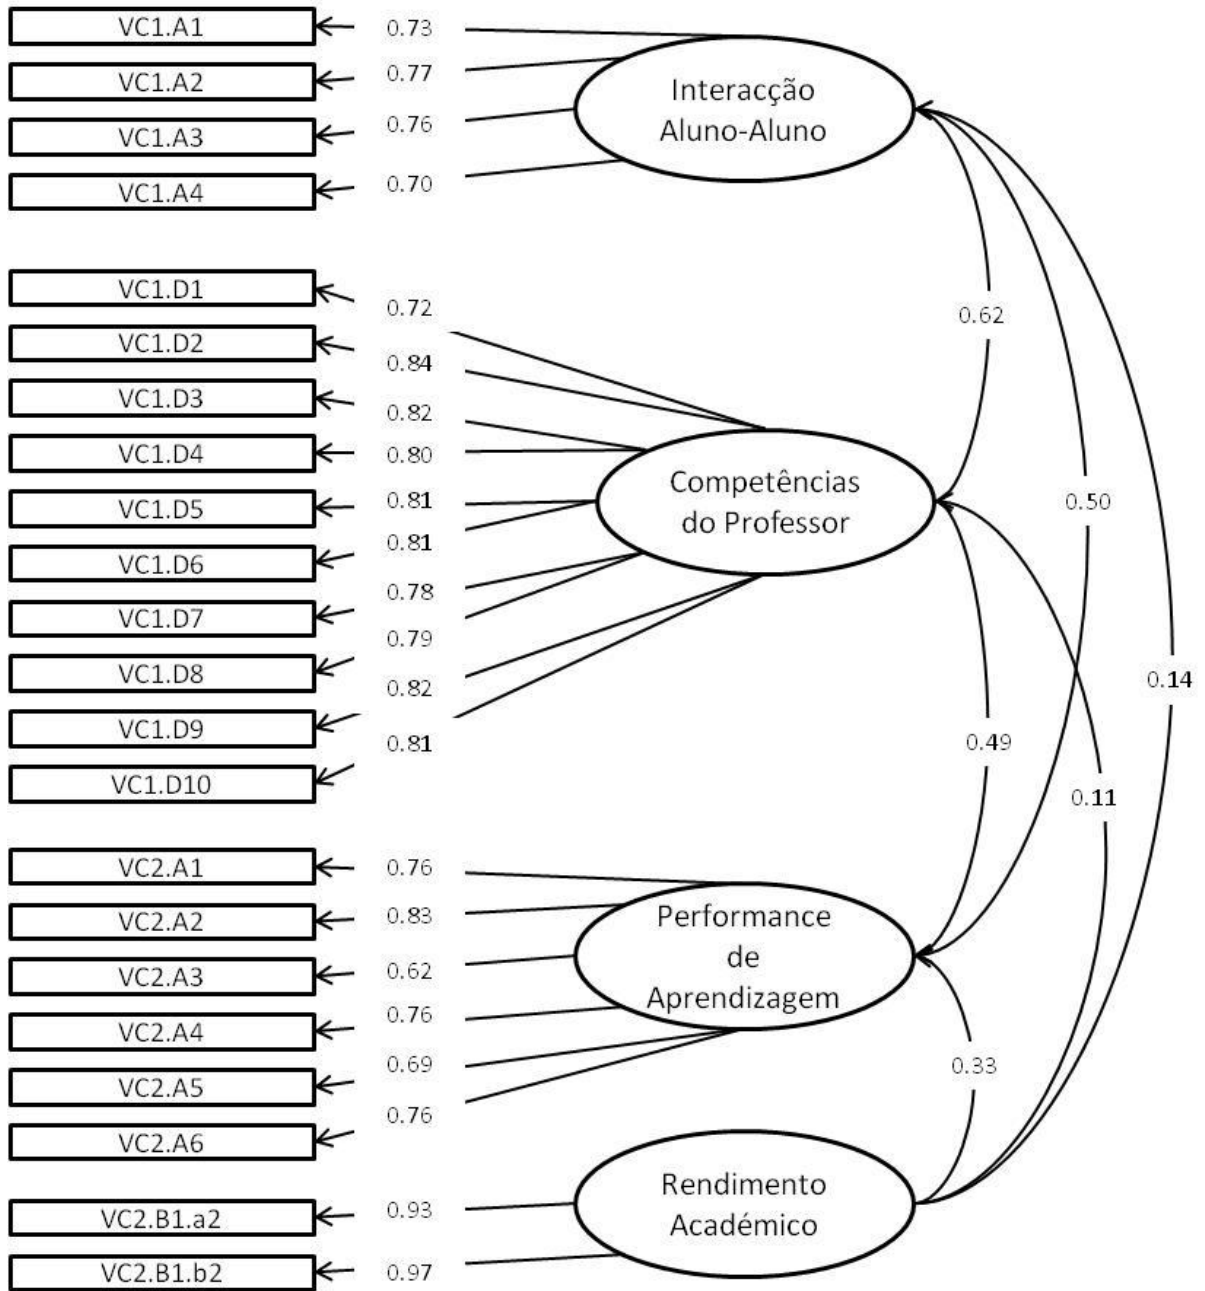 VC1.A1
0.73
VC1.A2
0.77
VC1.A3
0.76
VC1.A4
0.70
Interacção
Aluno-Aluno
VC1.D1
0.72
VC1.D2
0.84
VC1.D3
0.82
VC1.D4
0.80
VC1.D5
0.81
VC1.D6
0.81
VC1.D7
0.78
VC1.D8
0.79
VC1.D9
0.82
VC1.D10
0.81
Competências
do Professor
0.62
0.50
0.14
0.49
0.11
VC2.A1
0.76
VC2.A2
0.83
VC2.A3
0.62
VC2.A4
0.76
VC2.A5
0.69
VC2.A6
0.76
Performance
de
Aprendizagem
0.33
VC2.B1.a2
0.93
VC2.B1.b2
0.97
Rendimento
Académico